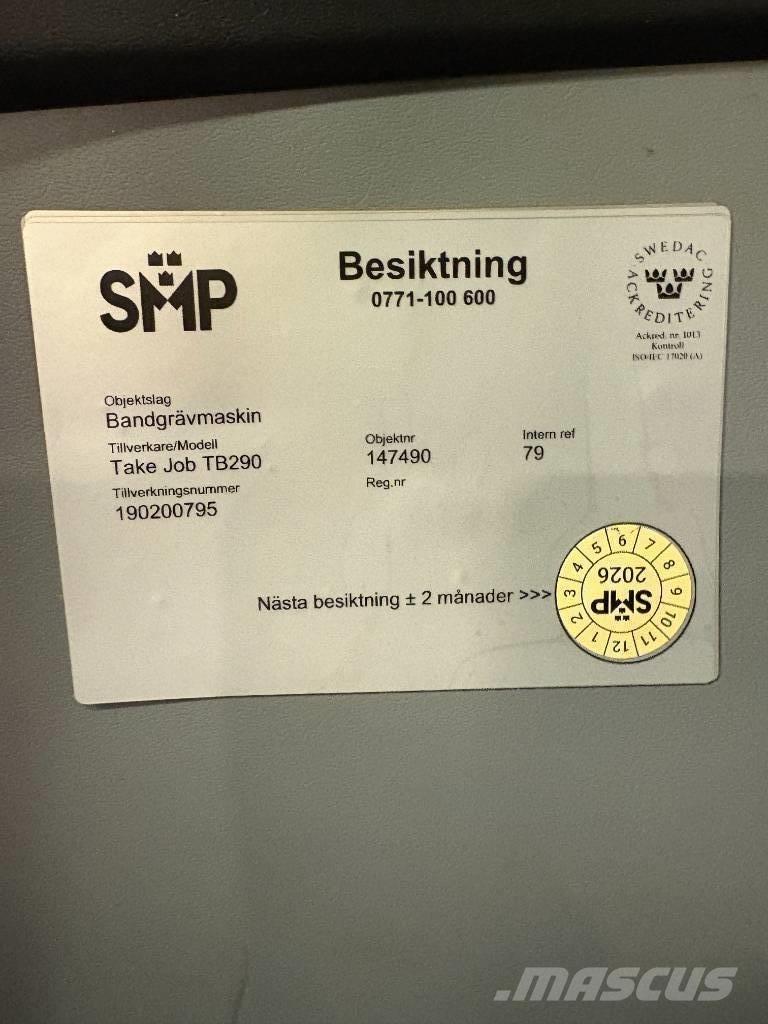 SMP
Besiktning
0771-100 600
SWEDAC ACKREDITERING
Ackred. nr. 1013
Kontroll
ISO/IEC 17020 (A)
Objektslag
Bandgrävmaskin
Tillverkare/Modell
Take Job TB290
Objektnr
147490
Intern ref
79
Tillverkningsnummer
190200795
Reg.nr
Nästa besiktning ± 2 månader >>>
1 2 3 4 5 6 7 8 9 10 11 12
SMP
2026
.MASCUS